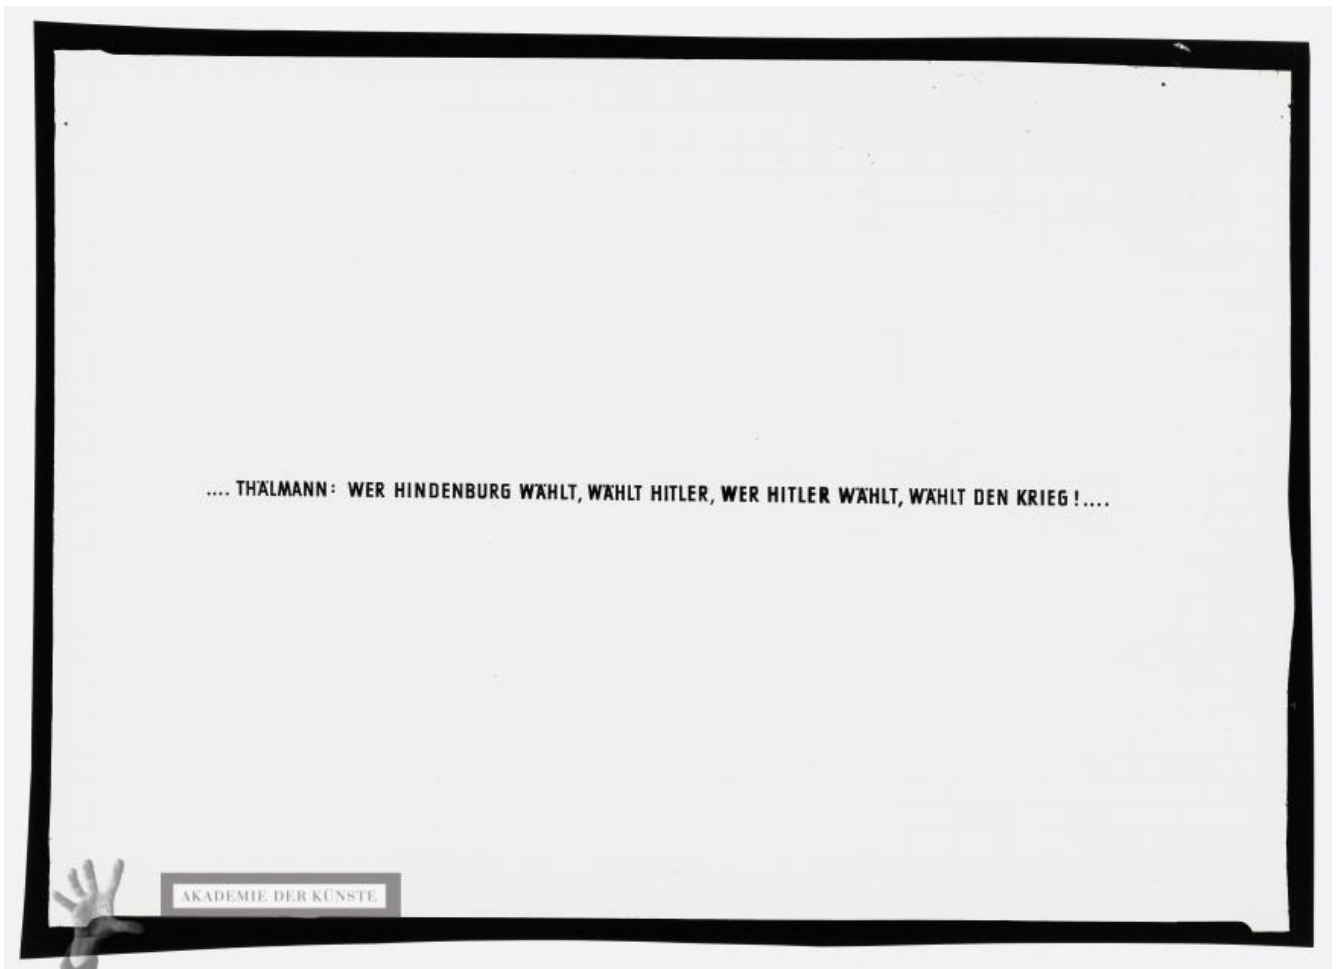 .... THÄLMANN: WER HINDENBURG WÄHLT, WÄHLT HITLER, WER HITLER WÄHLT, WÄHLT DEN KRIEG!....
AKADEMIE DER KÜNSTE